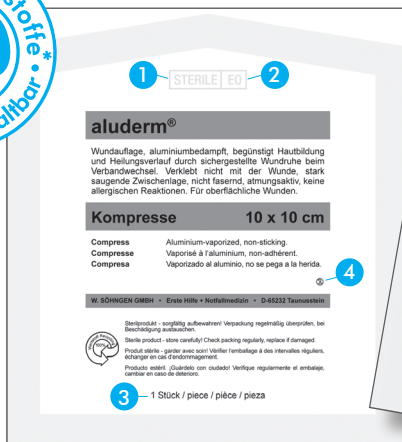 stoffe *
altbar •
1
STERILE EO
2
aluderm®
Wundauflage, aluminiumbedampft, begünstigt Hautbildung
und Heilungsverlauf durch sichergestellte Wundruhe beim
Verbandwechsel. Verklebt nicht mit der Wunde, stark
saugende Zwischenlage, nicht fasernd, atmungsaktiv, keine
allergischen Reaktionen. Für oberflächliche Wunden.
Kompresse 10 x 10 cm
Compress Aluminium-vaporized, non-sticking.
Compresse Vaporisé à l'aluminium, non-adhérent.
Compresa Vaporizado al aluminio, no se pega a la herida.
4
W. SÖHNGEN GMBH • Erste Hilfe + Notfallmedizin • D-65232 Taunusstein
Sterilprodukt - sorgfältig aufbewahren! Verpackung regelmäßig überprüfen, bei
Beschädigung austauschen.
100%
Sterile product - store carefully! Check packing regularly, replace if damaged.
Produit stérile - garder avec soin! Vérifer l'emballage à des intervalles réguliers,
échanger en cas d'endommagement.
Producto estéril. ¡Guárdelo con ciudado! Verifique regularmente el embalaje,
cambiar en caso de deterioro.
3
1 Stück / piece / pièce / pieza